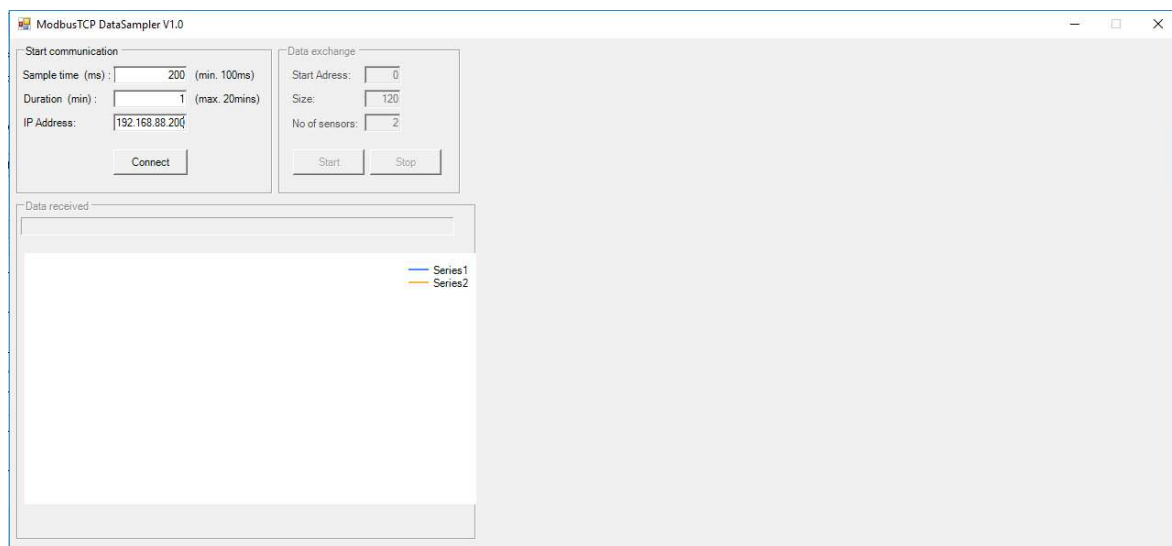 ModbusTCP DataSampler V1.0
Start communication
Sample time (ms) : 200 (min. 100ms)
Duration (min) : 1 (max. 20mins)
IP Address: 192.168.88.200
Connect
Data exchange
Start Adress: 0
Size: 120
No of sensors: 2
Start Stop
Data received
Series1
Series2